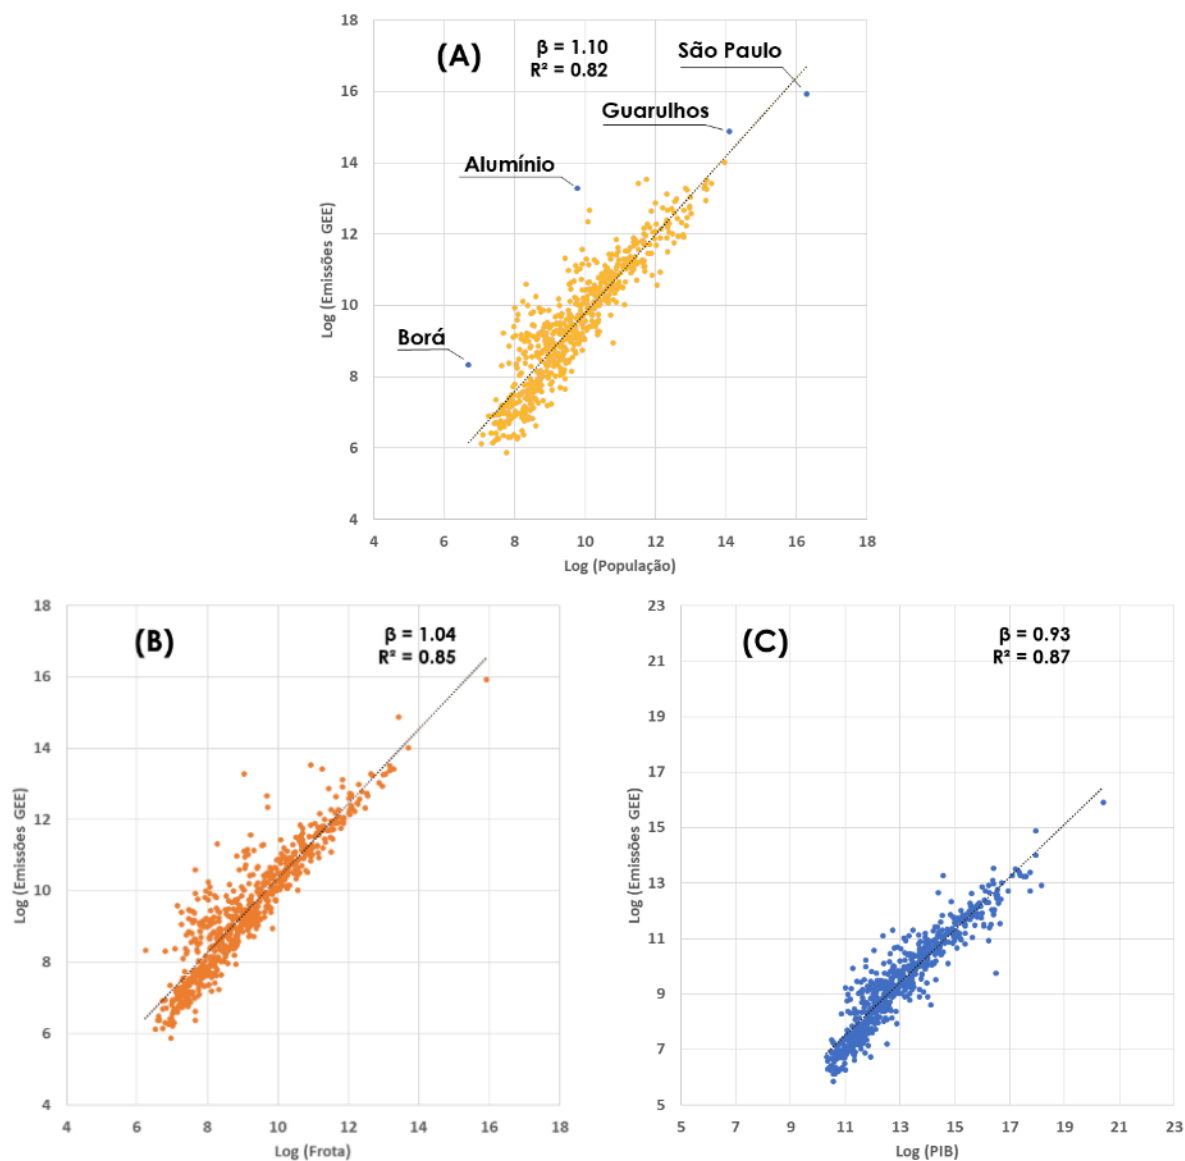 (A)
β = 1.10
R² = 0.82
São Paulo
Guarulhos
Alumínio
Borá
Log (Emissões GEE)
18
16
14
12
10
8
6
4
4 6 8 10 12 14 16 18
Log (População)
(B)
β = 1.04
R² = 0.85
Log (Emissões GEE)
18
16
14
12
10
8
6
4
4 6 8 10 12 14 16 18
Log (Frota)
(C)
β = 0.93
R² = 0.87
Log (Emissões GEE)
23
21
19
17
15
13
11
9
7
5
5 7 9 11 13 15 17 19 21 23
Log (PIB)